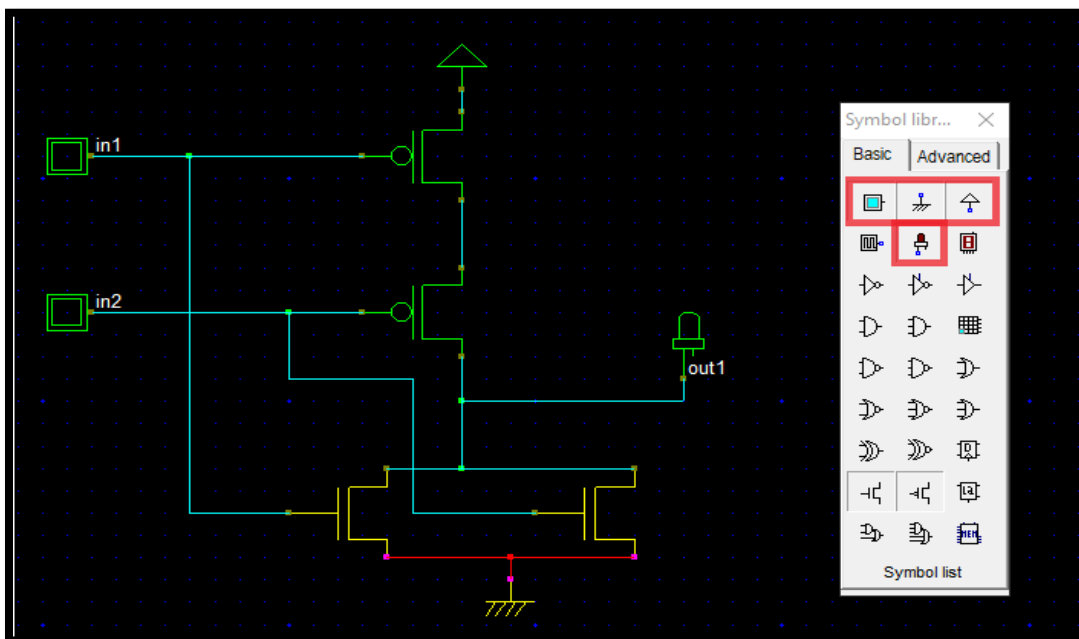 in1
in2
out1
Symbol libr...
Basic
Advanced
Symbol list